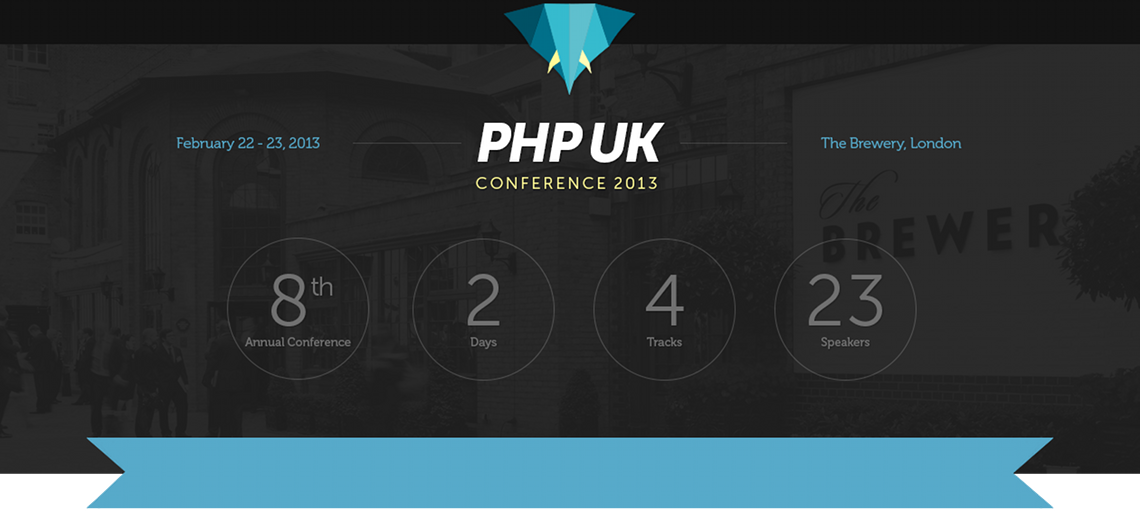 February 22 - 23, 2013
PHP UK
CONFERENCE 2013
The Brewery, London
The
BREWER
8th
Annual Conference
2
Days
4
Tracks
23
Speakers